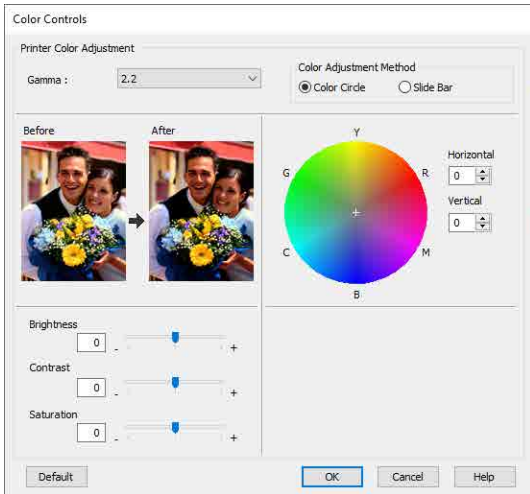 Color Controls
Printer Color Adjustment
Gamma : 2.2
Color Adjustment Method
Color Circle Slide Bar
Before After
Y
G R
C M
B
Horizontal
0
Vertical
0
Brightness
0 - +
Contrast
0 - +
Saturation
0 - +
Default OK Cancel Help